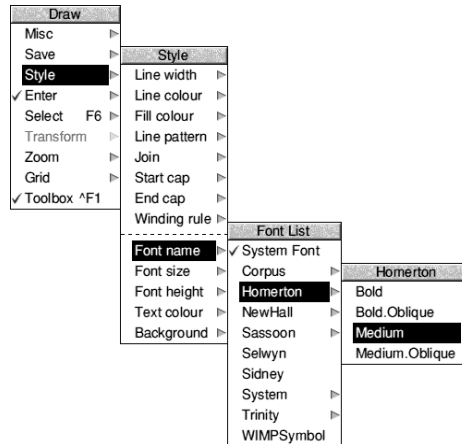 Draw
Misc
Save
Style
Enter
Select F6
Transform
Zoom
Grid
Toolbox ^F1
Style
Line width
Line colour
Fill colour
Line pattern
Join
Start cap
End cap
Winding rule
Font name
Font size
Font height
Text colour
Background
Font List
System Font
Corpus
Homerton
NewHall
Sassoon
Selwyn
Sidney
System
Trinity
WIMPSymbol
Homerton
Bold
Bold.Oblique
Medium
Medium.Oblique